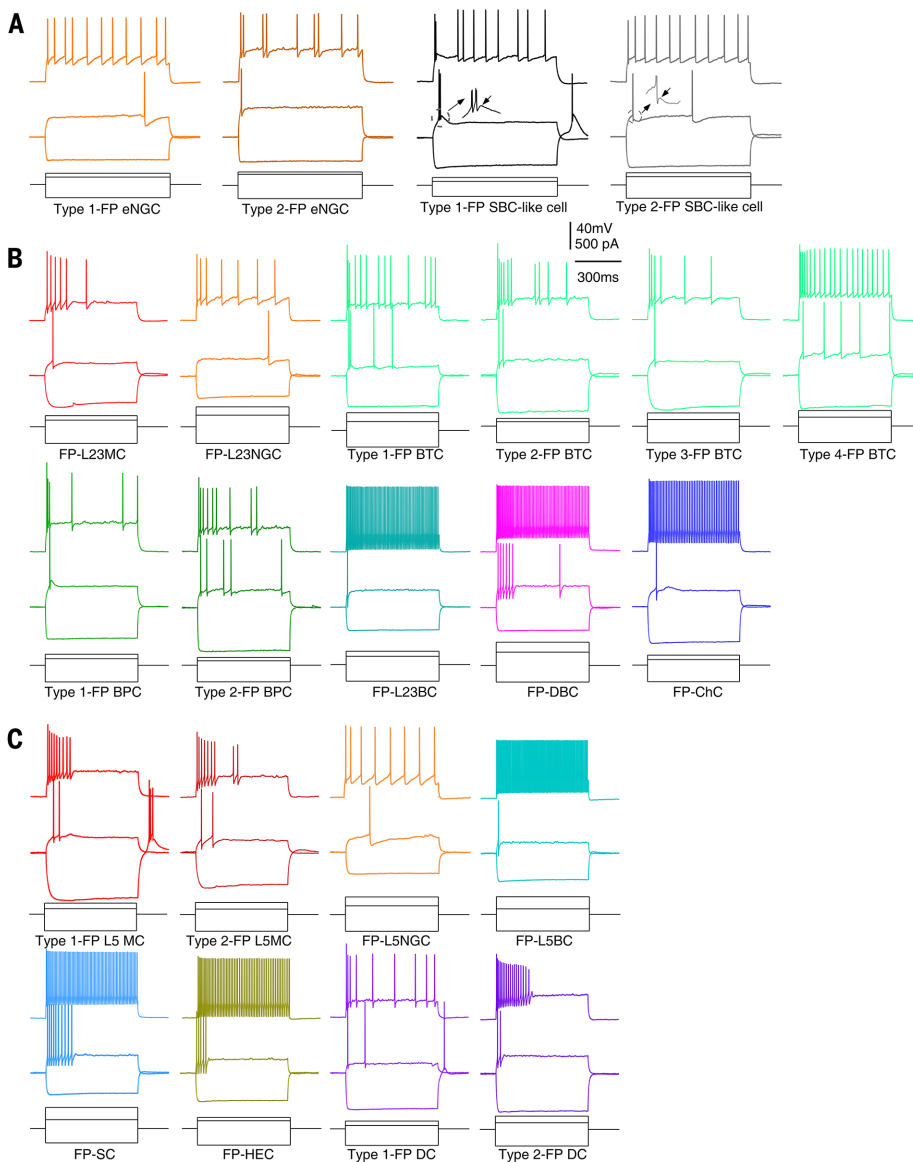 A
Type 1-FP eNGC
Type 2-FP eNGC
Type 1-FP SBC-like cell
Type 2-FP SBC-like cell
40mV
500 pA
300ms
B
FP-L23MC
FP-L23NGC
Type 1-FP BTC
Type 2-FP BTC
Type 3-FP BTC
Type 4-FP BTC
Type 1-FP BPC
Type 2-FP BPC
FP-L23BC
FP-DBC
FP-ChC
C
Type 1-FP L5 MC
Type 2-FP L5MC
FP-L5NGC
FP-L5BC
FP-SC
FP-HEC
Type 1-FP DC
Type 2-FP DC